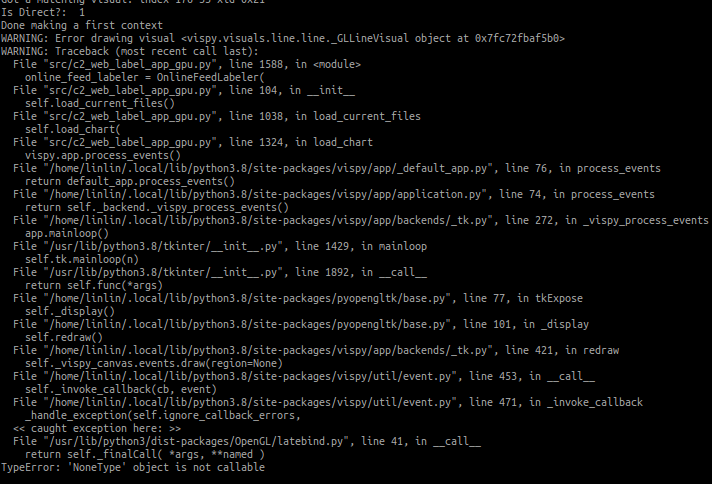 Got a matching visual: index 170 33 xid 0x21
Is Direct?:  1
Done making a first context
WARNING: Error drawing visual <vispy.visuals.line.line._GLLineVisual object at 0x7fc72fbaf5b0>
WARNING: Traceback (most recent call last):
  File "src/c2_web_label_app_gpu.py", line 1588, in <module>
    online_feed_labeler = OnlineFeedLabeler(
  File "src/c2_web_label_app_gpu.py", line 104, in __init__
    self.load_current_files()
  File "src/c2_web_label_app_gpu.py", line 1038, in load_current_files
    self.load_chart(
  File "src/c2_web_label_app_gpu.py", line 1324, in load_chart
    vispy.app.process_events()
  File "/home/linlin/.local/lib/python3.8/site-packages/vispy/app/_default_app.py", line 76, in process_events
    return default_app.process_events()
  File "/home/linlin/.local/lib/python3.8/site-packages/vispy/app/application.py", line 74, in process_events
    return self._backend._vispy_process_events()
  File "/home/linlin/.local/lib/python3.8/site-packages/vispy/app/backends/_tk.py", line 272, in _vispy_process_events
    app.mainloop()
  File "/usr/lib/python3.8/tkinter/__init__.py", line 1429, in mainloop
    self.tk.mainloop(n)
  File "/usr/lib/python3.8/tkinter/__init__.py", line 1892, in __call__
    return self.func(*args)
  File "/home/linlin/.local/lib/python3.8/site-packages/pyopengltk/base.py", line 77, in tkExpose
    self._display()
  File "/home/linlin/.local/lib/python3.8/site-packages/pyopengltk/base.py", line 101, in _display
    self.redraw()
  File "/home/linlin/.local/lib/python3.8/site-packages/vispy/app/backends/_tk.py", line 421, in redraw
    self._vispy_canvas.events.draw(region=None)
  File "/home/linlin/.local/lib/python3.8/site-packages/vispy/util/event.py", line 453, in __call__
    self._invoke_callback(cb, event)
  File "/home/linlin/.local/lib/python3.8/site-packages/vispy/util/event.py", line 471, in _invoke_callback
    _handle_exception(self.ignore_callback_errors,
  << caught exception here: >>
  File "/usr/lib/python3/dist-packages/OpenGL/latebind.py", line 41, in __call__
    return self._finalCall( *args, **named )
TypeError: 'NoneType' object is not callable